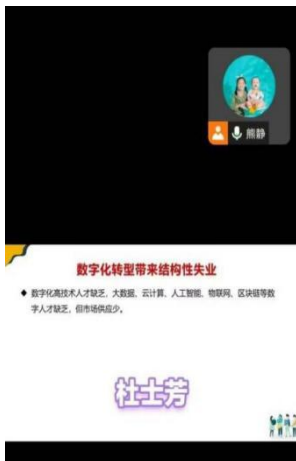 熊静
数字化转型带来结构性失业
◆ 数字化高技术人才缺乏，大数据、云计算、人工智能、物联网、区块链等数
字人才缺乏，但市场供应少。
杜士芳